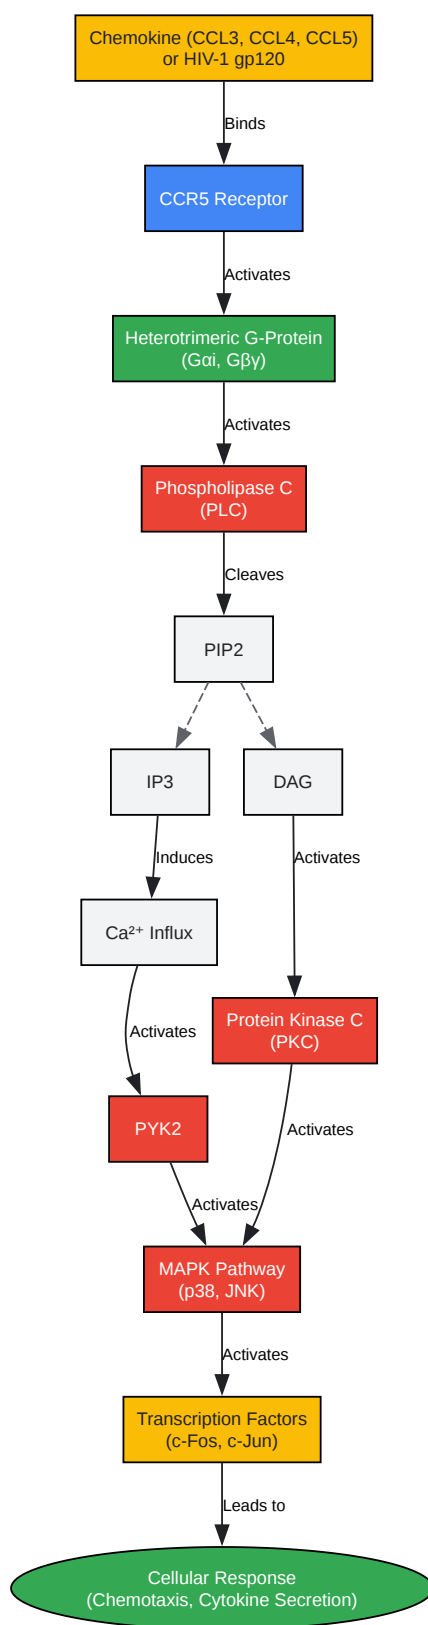 Chemokine (CCL3, CCL4, CCL5)
or HIV-1 gp120
Binds
CCR5 Receptor
Activates
Heterotrimeric G-Protein
(Gαi, Gβγ)
Activates
Phospholipase C
(PLC)
Cleaves
PIP2
IP3
DAG
Induces
Activates
Ca²⁺ Influx
Activates
Protein Kinase C
(PKC)
PYK2
Activates
Activates
MAPK Pathway
(p38, JNK)
Activates
Transcription Factors
(c-Fos, c-Jun)
Leads to
Cellular Response
(Chemotaxis, Cytokine Secretion)